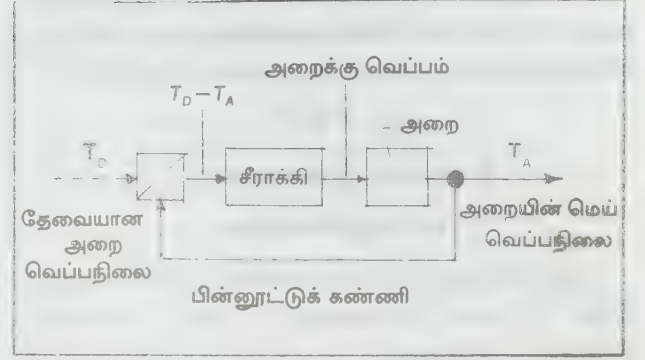 அறைக்கு வெப்பம்
T_D – T_A
அறை
T_D
சீராக்கி
T_A
தேவையான
அறை
வெப்பநிலை
அறையின் மெய்
வெப்பநிலை
பின்னூட்டுக் கண்ணி